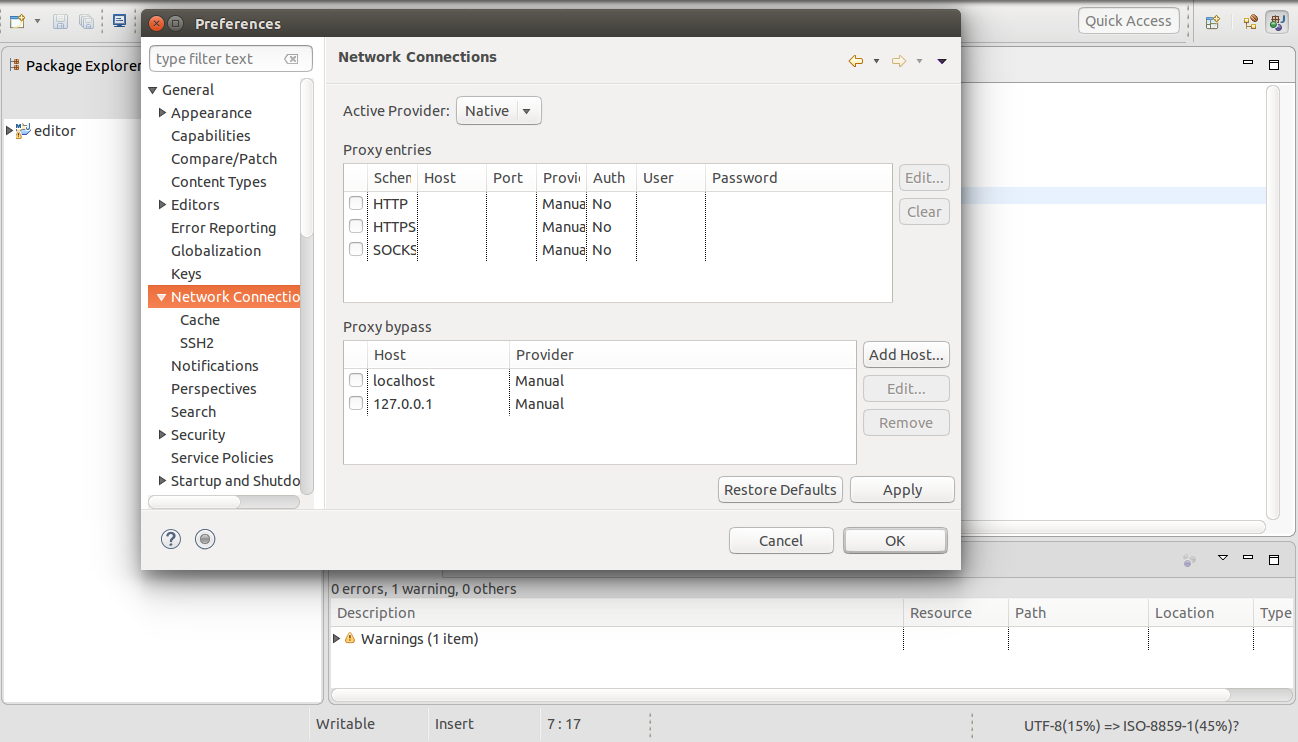 Preferences
Quick Access
type filter text
Network Connections
Package Explorer
General
Appearance
Capabilities
Compare/Patch
Content Types
Editors
Error Reporting
Globalization
Keys
Network Connectio
Cache
SSH2
Notifications
Perspectives
Search
Security
Service Policies
Startup and Shutdo
editor
Active Provider: Native
Proxy entries
Schen Host Port Provi Auth User Password
HTTP Manua No
HTTPS Manua No
SOCKS Manua No
Edit...
Clear
Proxy bypass
Host Provider
localhost Manual
127.0.0.1 Manual
Add Host...
Edit...
Remove
Restore Defaults Apply
Cancel OK
0 errors, 1 warning, 0 others
Description Resource Path Location Type
Warnings (1 item)
Writable Insert 7 : 17 UTF-8(15%) => ISO-8859-1(45%)?